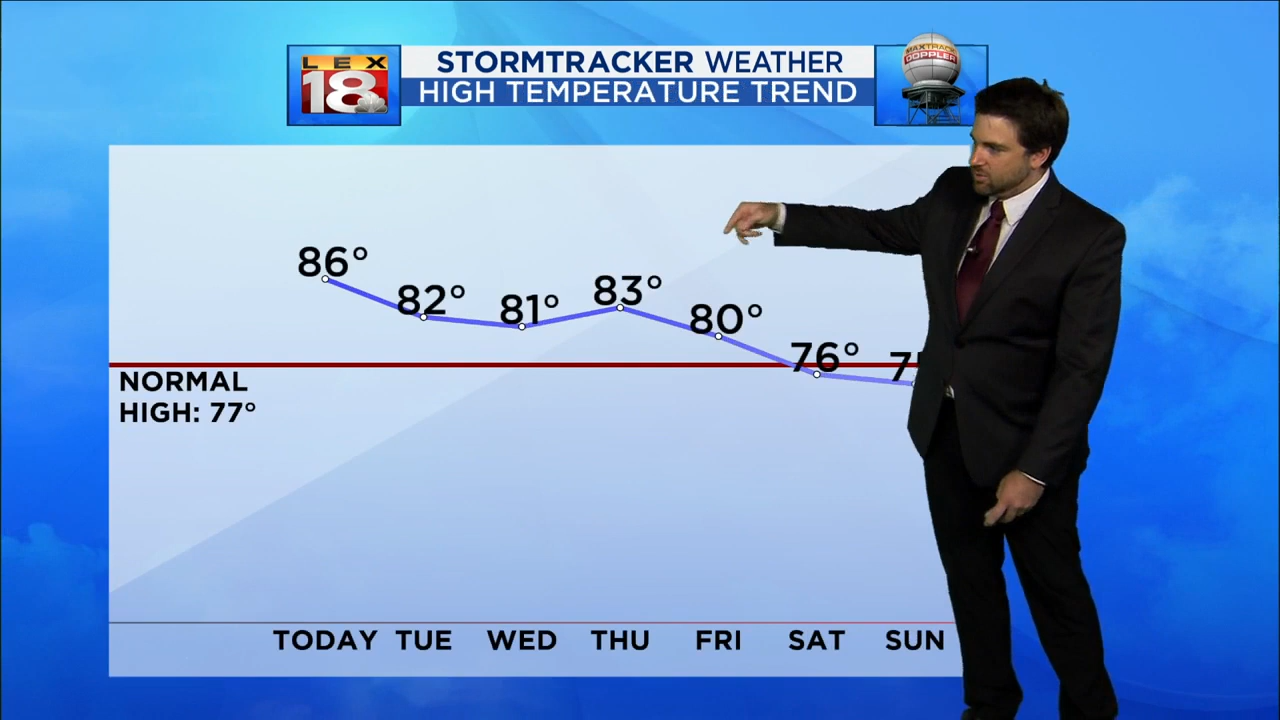 LEX
18
STORMTRACKER WEATHER
HIGH TEMPERATURE TREND
MAXTRACK
DOPPLER
86°
82°
81°
83°
80°
76°
NORMAL
HIGH: 77°
TODAY TUE WED THU FRI SAT SUN